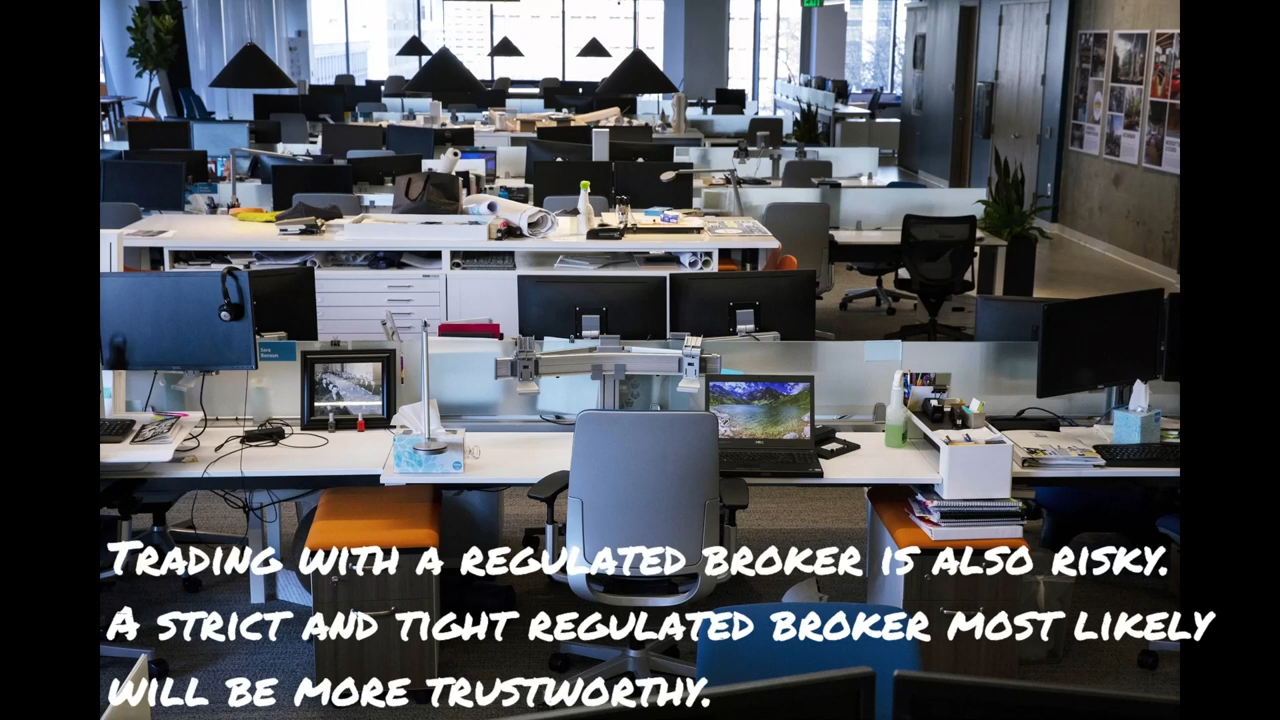 Trading with a regulated broker is also risky.
A strict and tight regulated broker most likely
will be more trustworthy.